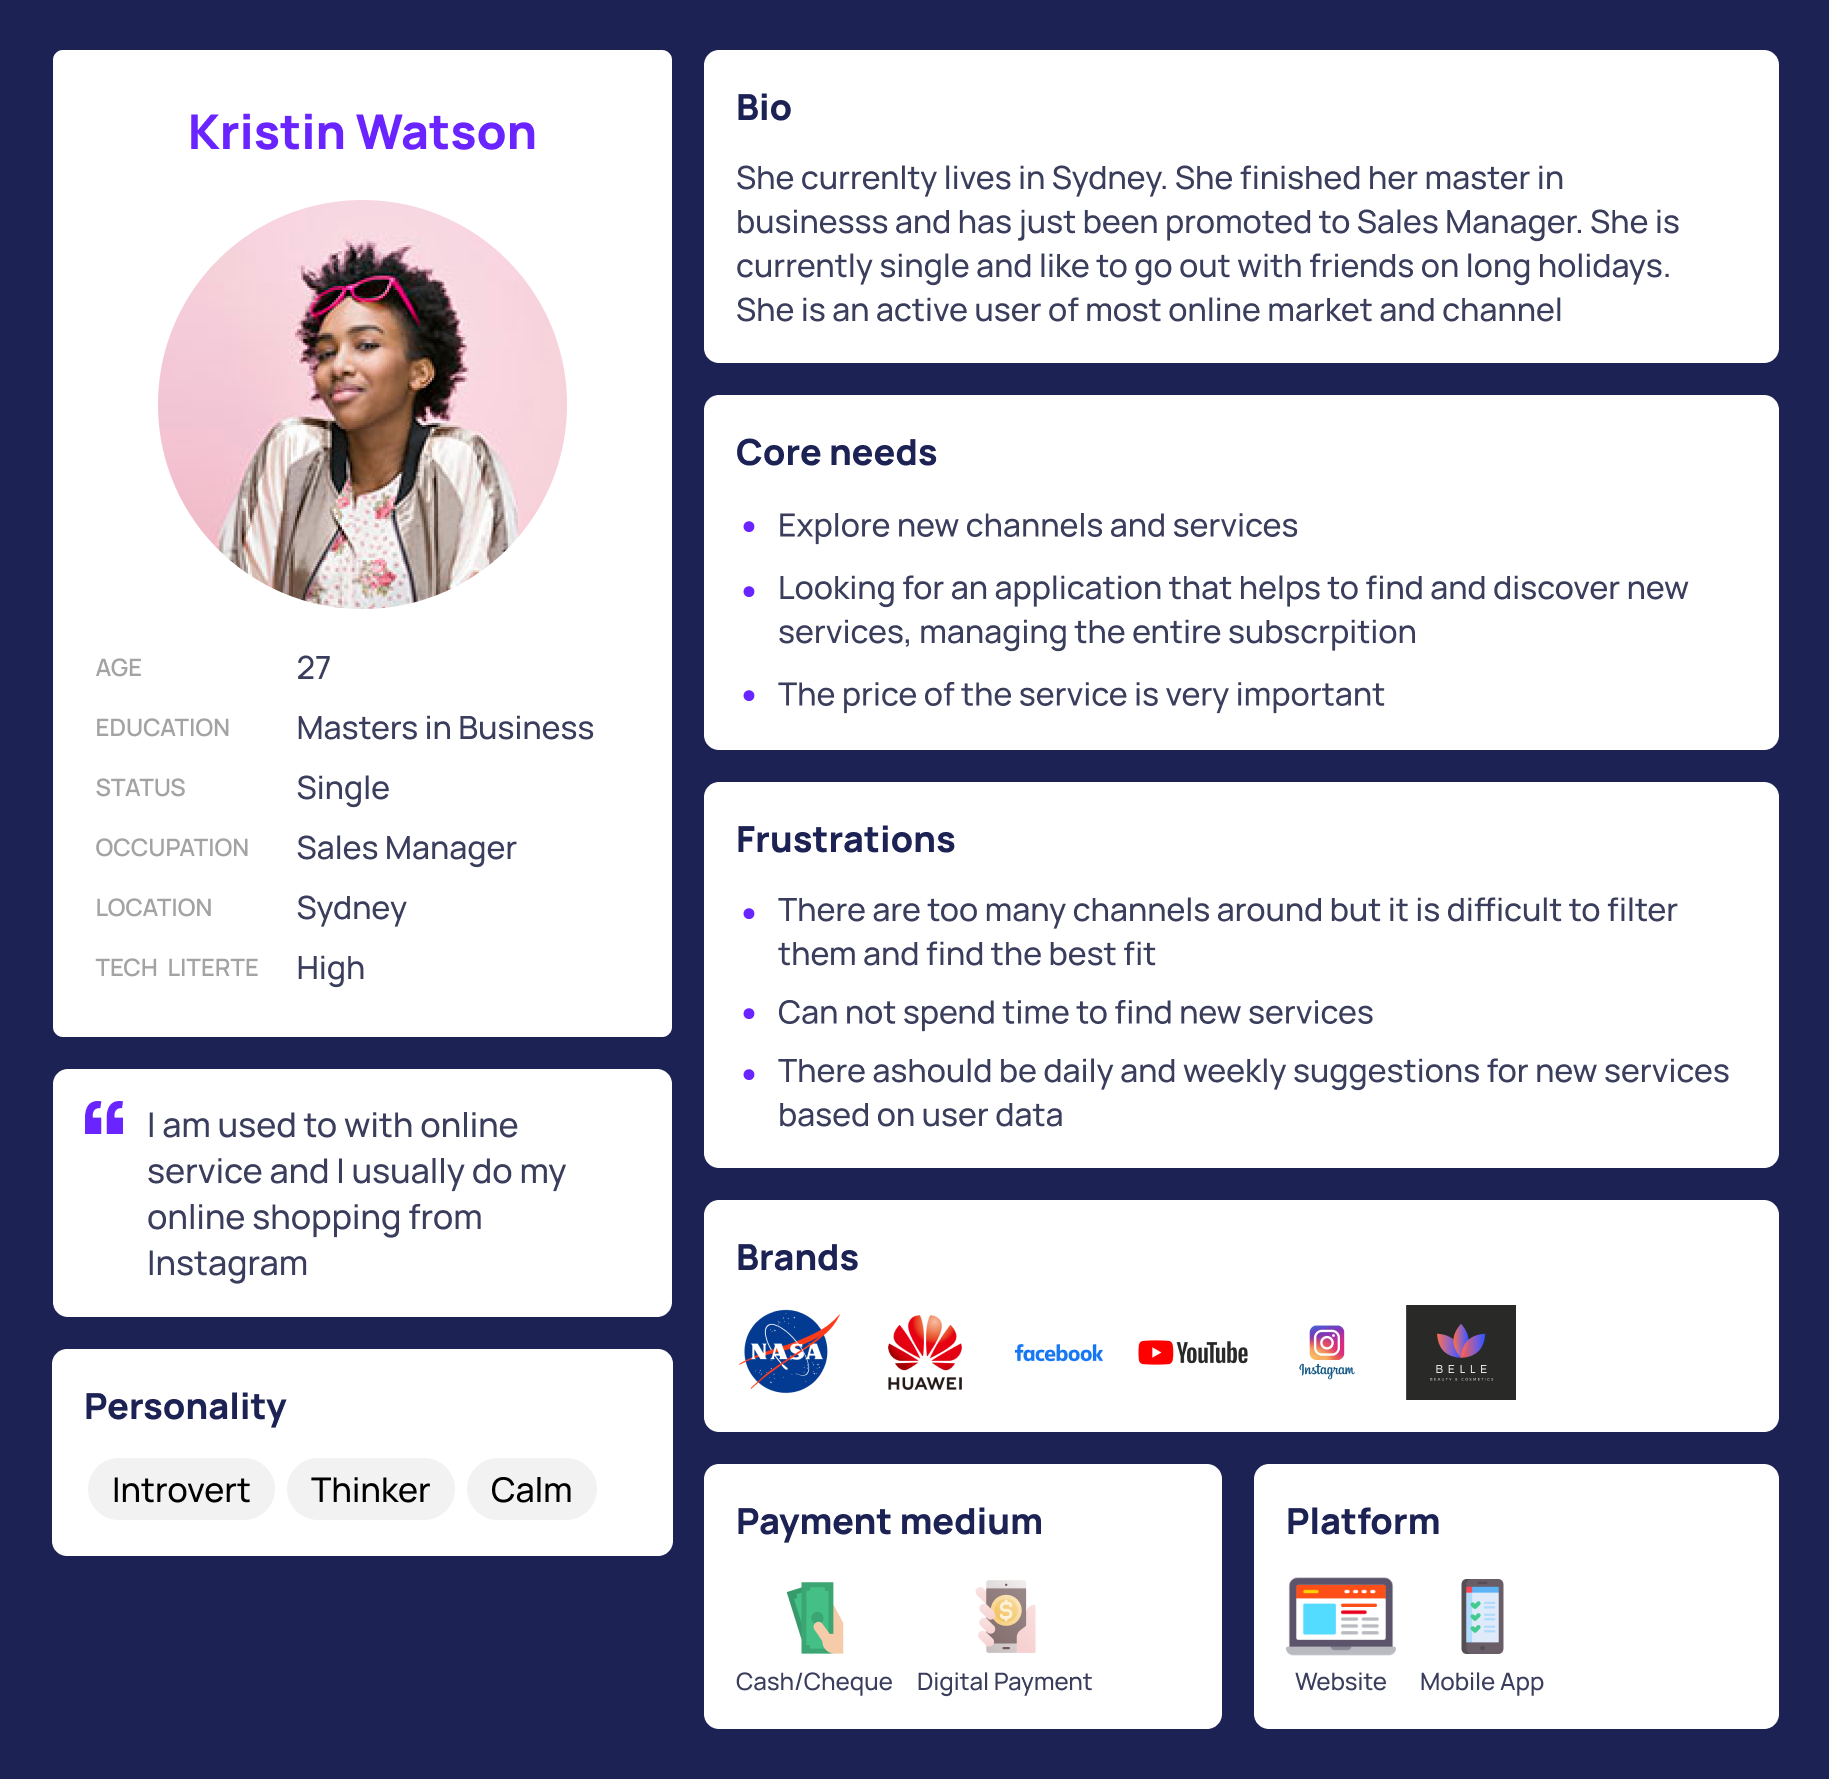 Kristin Watson
AGE 27
EDUCATION Masters in Business
STATUS Single
OCCUPATION Sales Manager
LOCATION Sydney
TECH LITERTE High
“ I am used to with online
service and I usually do my
online shopping from
Instagram
Personality
Introvert Thinker Calm
Bio
She currenlty lives in Sydney. She finished her master in
businesss and has just been promoted to Sales Manager. She is
currently single and like to go out with friends on long holidays.
She is an active user of most online market and channel
Core needs
• Explore new channels and services
• Looking for an application that helps to find and discover new
services, managing the entire subscrpition
• The price of the service is very important
Frustrations
• There are too many channels around but it is difficult to filter
them and find the best fit
• Can not spend time to find new services
• There ashould be daily and weekly suggestions for new services
based on user data
Brands
NASA
HUAWEI
facebook
YouTube
Instagram
BELLE
BEAUTY & COSMETICS
Payment medium
$
Cash/Cheque Digital Payment
Platform
Website Mobile App